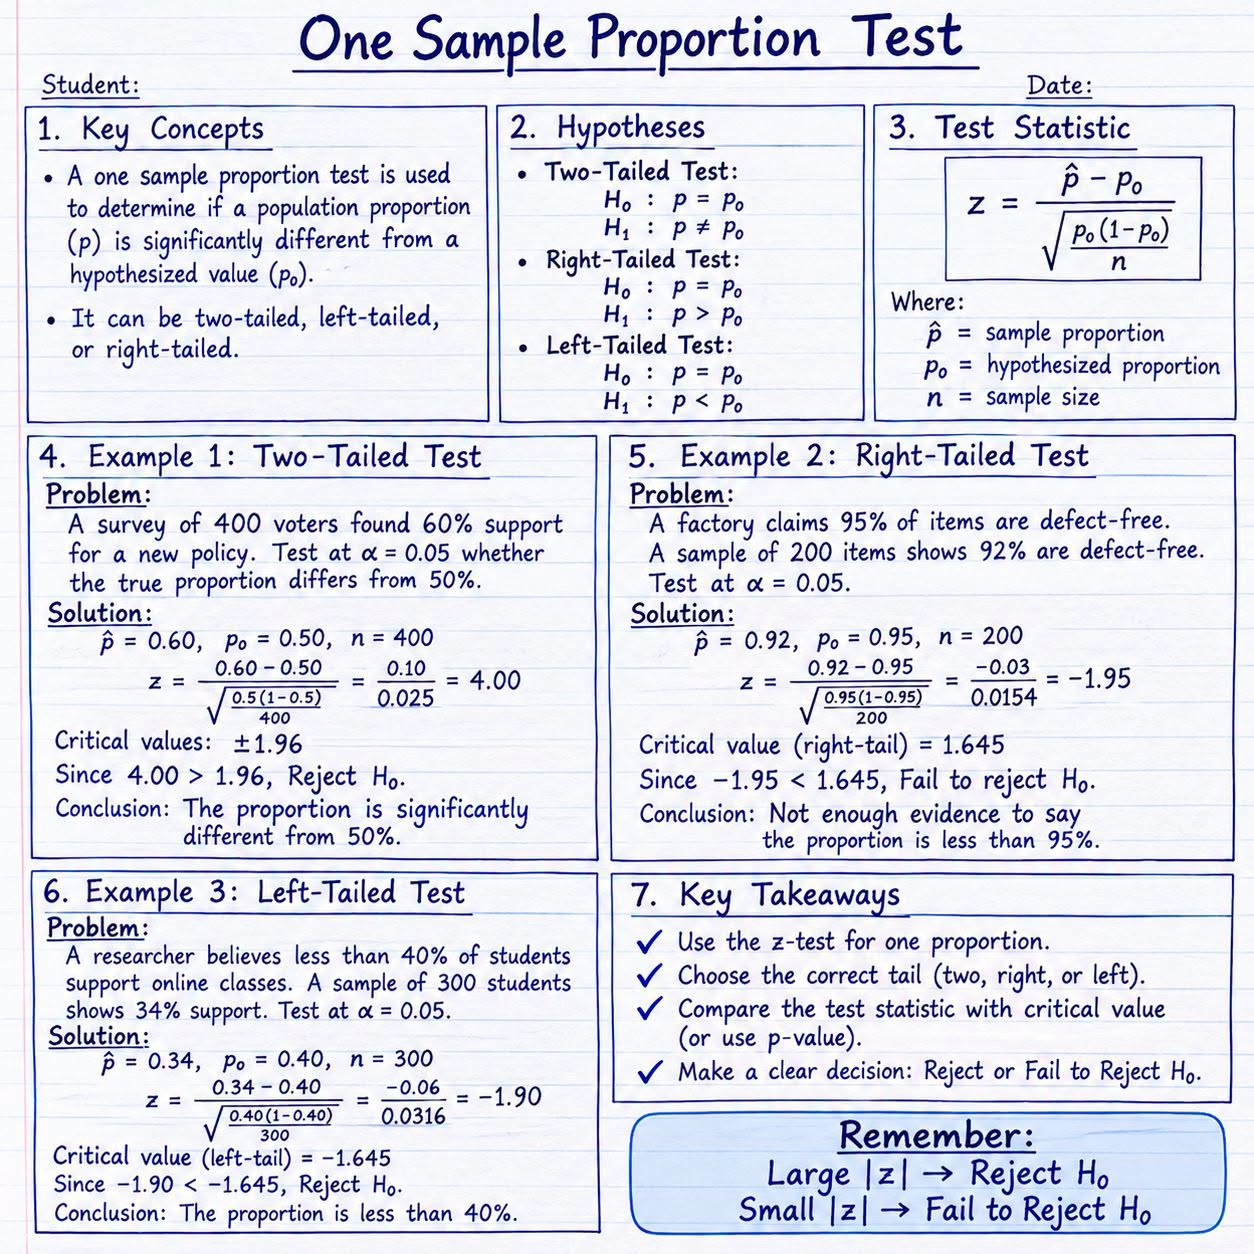 One Sample Proportion Test
Student:
Date:
1. Key Concepts
• A one sample proportion test is used
to determine if a population proportion
(p) is significantly different from a
hypothesized value (p₀).
• It can be two-tailed, left-tailed,
or right-tailed.
2. Hypotheses
• Two-Tailed Test:
H₀ : p = p₀
H₁ : p ≠ p₀
• Right-Tailed Test:
H₀ : p = p₀
H₁ : p > p₀
• Left-Tailed Test:
H₀ : p = p₀
H₁ : p < p₀
3. Test Statistic
z = (p̂ − p₀) / √(p₀(1-p₀) / n)
Where:
p̂ = sample proportion
p₀ = hypothesized proportion
n = sample size
4. Example 1: Two-Tailed Test
Problem:
A survey of 400 voters found 60% support
for a new policy. Test at α = 0.05 whether
the true proportion differs from 50%.
Solution:
p̂ = 0.60, p₀ = 0.50, n = 400
z = (0.60 − 0.50) / √(0.5(1-0.5) / 400) = 0.10 / 0.025 = 4.00
Critical values: ±1.96
Since 4.00 > 1.96, Reject H₀.
Conclusion: The proportion is significantly
different from 50%.
5. Example 2: Right-Tailed Test
Problem:
A factory claims 95% of items are defect-free.
A sample of 200 items shows 92% are defect-free.
Test at α = 0.05.
Solution:
p̂ = 0.92, p₀ = 0.95, n = 200
z = (0.92 − 0.95) / √(0.95(1-0.95) / 200) = −0.03 / 0.0154 = −1.95
Critical value (right-tail) = 1.645
Since −1.95 < 1.645, Fail to reject H₀.
Conclusion: Not enough evidence to say
the proportion is less than 95%.
6. Example 3: Left-Tailed Test
Problem:
A researcher believes less than 40% of students
support online classes. A sample of 300 students
shows 34% support. Test at α = 0.05.
Solution:
p̂ = 0.34, p₀ = 0.40, n = 300
z = (0.34 − 0.40) / √(0.40(1-0.40) / 300) = −0.06 / 0.0316 = −1.90
Critical value (left-tail) = −1.645
Since −1.90 < −1.645, Reject H₀.
Conclusion: The proportion is less than 40%.
7. Key Takeaways
✓ Use the z-test for one proportion.
✓ Choose the correct tail (two, right, or left).
✓ Compare the test statistic with critical value
(or use p-value).
✓ Make a clear decision: Reject or Fail to Reject H₀.
Remember:
Large |z| → Reject H₀
Small |z| → Fail to Reject H₀